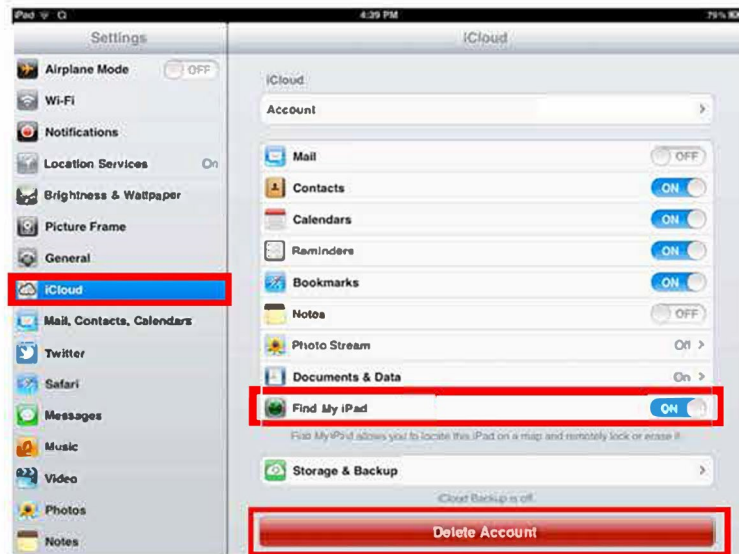 iPad 4:39 PM 79%
Settings
iCloud
Airplane Mode OFF
Wi-Fi
Notifications
Location Services On
Brightness & Wallpaper
Picture Frame
General
iCloud
Mail, Contacts, Calendars
Twitter
Safari
Messages
Music
Video
Photos
Notes
iCloud
Account
Mail OFF
Contacts ON
Calendars ON
Reminders ON
Bookmarks ON
Notes OFF
Photo Stream Off
Documents & Data On
Find My iPad ON
Find My iPad allows you to locate this iPad on a map and remotely lock or erase it.
Storage & Backup
iCloud Backup is off.
Delete Account